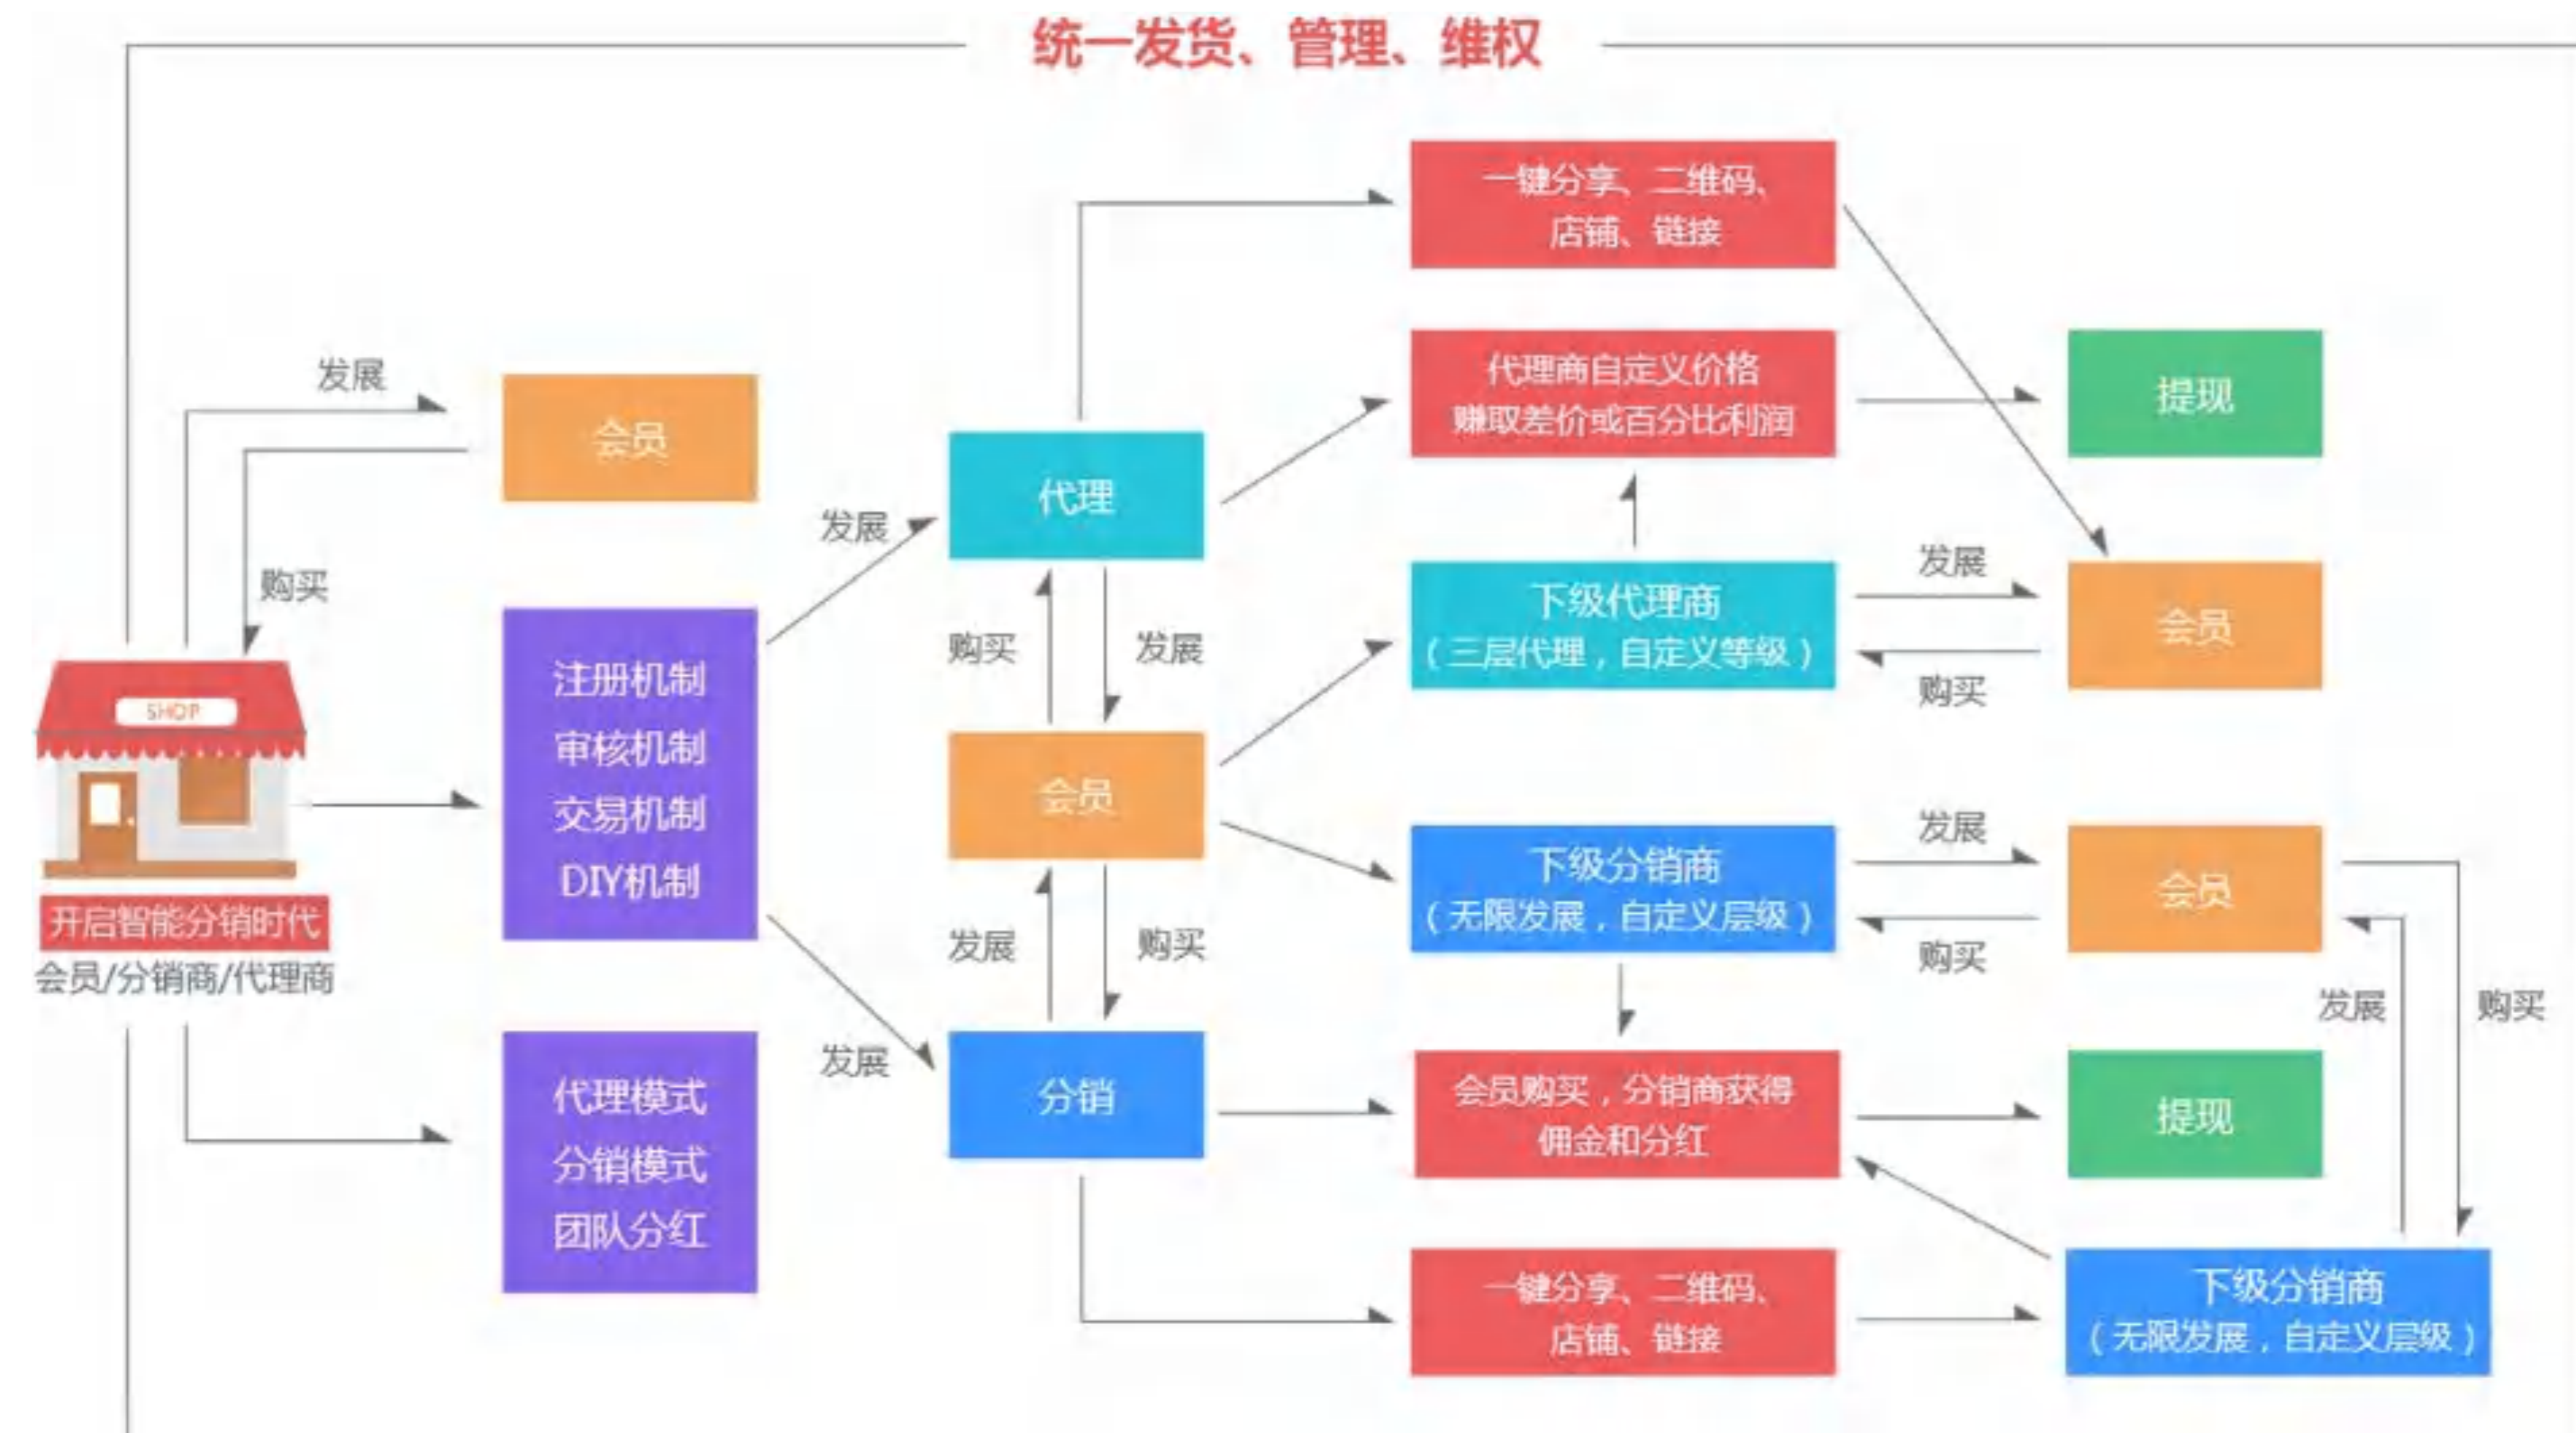 统一发货、管理、维权
发展
会员
购买
SHOP
开启智能分销时代
会员/分销商/代理商
注册机制
审核机制
交易机制
DIY机制
代理模式
分销模式
团队分红
发展
发展
代理
购买
发展
会员
发展
购买
分销
一键分享、二维码、
店铺、链接
代理商自定义价格
赚取差价或百分比利润
提现
下级代理商
（三层代理，自定义等级）
发展
购买
会员
下级分销商
（无限发展，自定义层级）
发展
购买
会员
发展
购买
会员购买，分销商获得
佣金和分红
提现
一键分享、二维码、
店铺、链接
下级分销商
（无限发展，自定义层级）